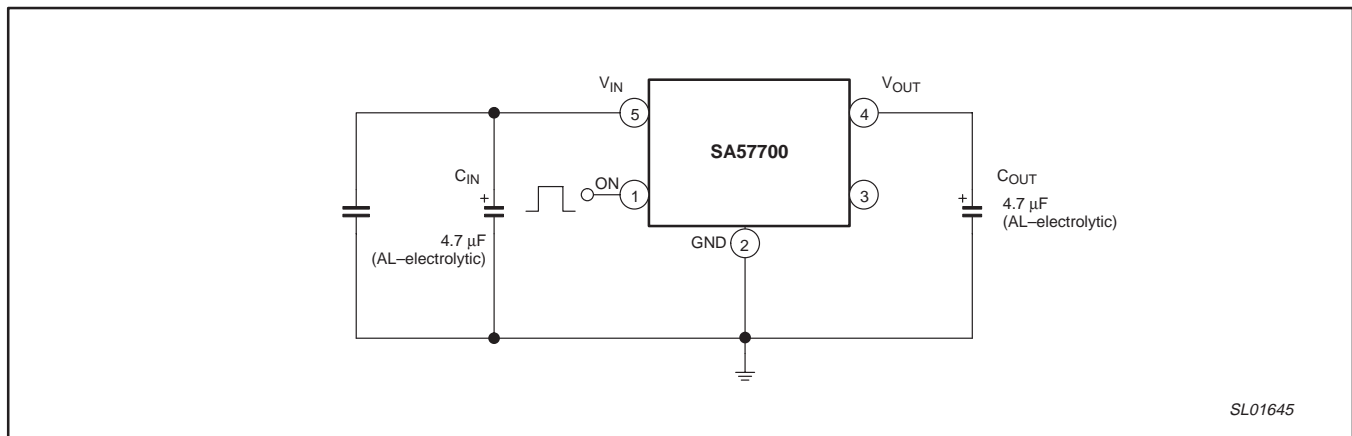 VIN
VOUT
5
4
SA57700
CIN
+
ON
1
3
COUT
+
4.7 μF
(AL–electrolytic)
4.7 μF
(AL–electrolytic)
GND
2
SL01645